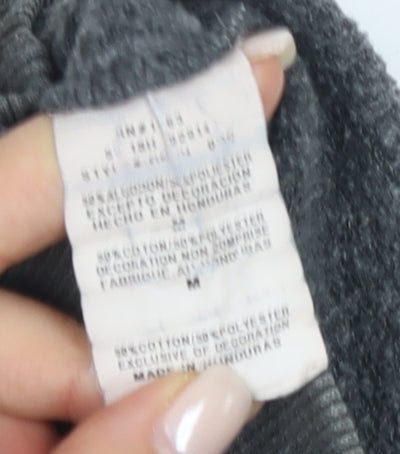 50%ALGODON/50%POLYESTER
EXCEPTO DECORACION
HECHO EN HONDURAS
M
50%COTTON/50%POLYESTER
DECORATION NON COMPRISE
FABRIQUE AU HONDURAS
M
50%COTTON/50%POLYESTER
EXCLUSIVE OF DECORATION
MADE IN HONDURAS